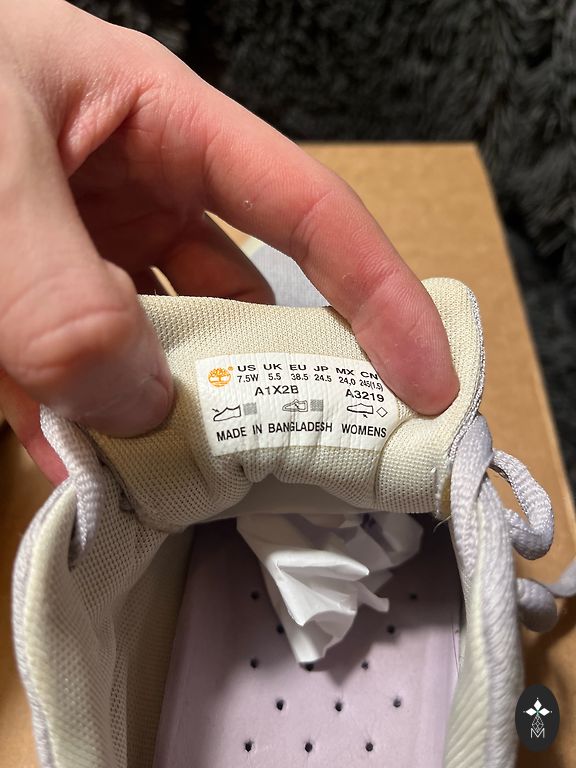 US UK EU JP MX CN
7.5W 5.5 38.5 24.5 24,0 245(1.5)
A1X2B A3219
MADE IN BANGLADESH WOMENS
M